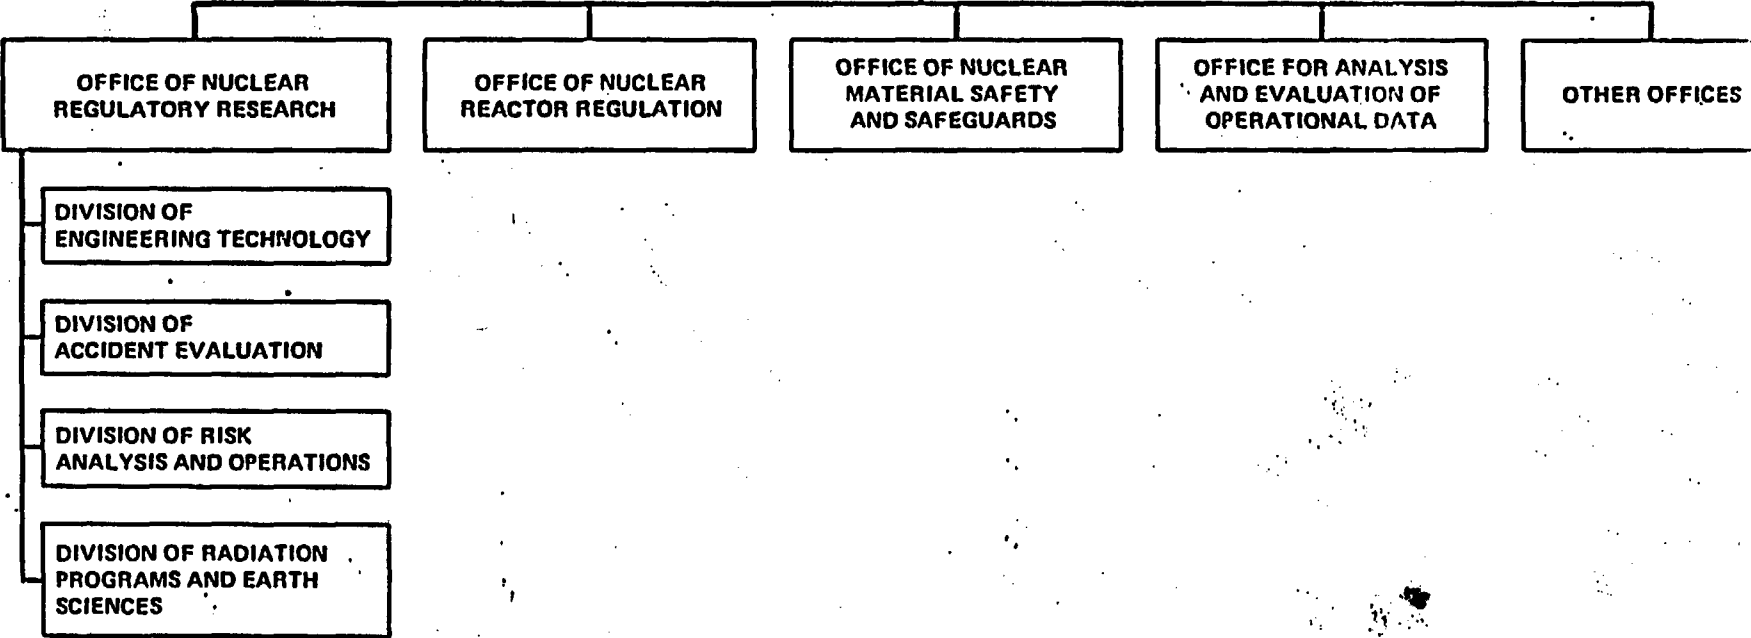 OFFICE OF NUCLEAR
REGULATORY RESEARCH
OFFICE OF NUCLEAR
REACTOR REGULATION
OFFICE OF NUCLEAR
MATERIAL SAFETY
AND SAFEGUARDS
OFFICE FOR ANALYSIS
AND EVALUATION OF
OPERATIONAL DATA
OTHER OFFICES
DIVISION OF
ENGINEERING TECHNOLOGY
DIVISION OF
ACCIDENT EVALUATION
DIVISION OF RISK
ANALYSIS AND OPERATIONS
DIVISION OF RADIATION
PROGRAMS AND EARTH
SCIENCES